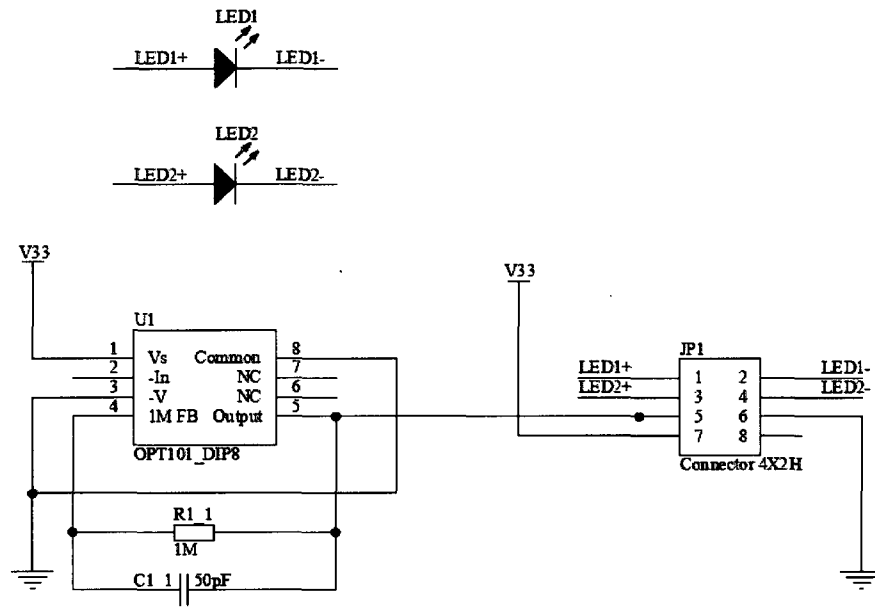 LED1
LED1+ LED1-
LED2
LED2+ LED2-
V33
V33
U1
1 Vs Common 8
2 -In NC 7
3 -V NC 6
4 1M FB Output 5
OPT101_DIP8
JP1
LED1+ 1 2 LED1-
LED2+ 3 4 LED2-
5 6
7 8
Connector 4X2H
R1_1
1M
C1_1 50pF